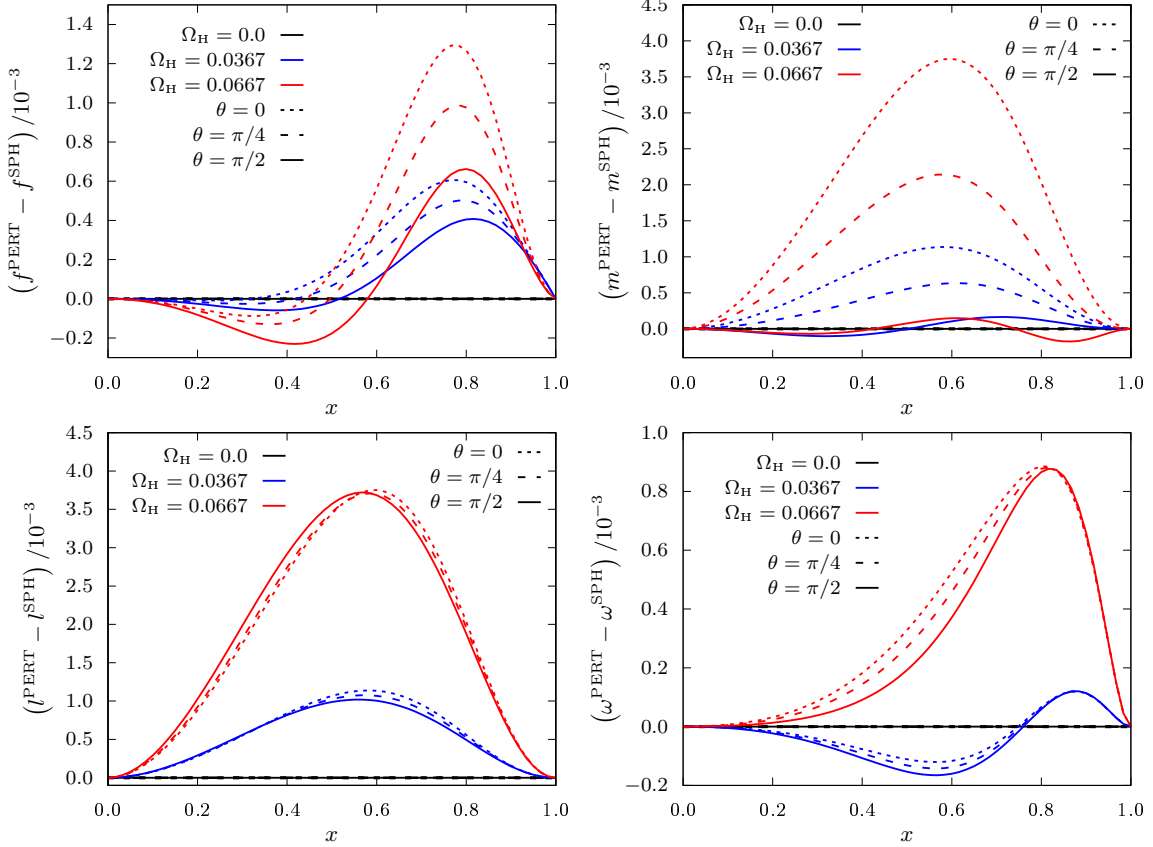 (f^PERT − f^SPH) /10^−3
1.4
1.2
1.0
0.8
0.6
0.4
0.2
0.0
−0.2
Ω_H = 0.0
Ω_H = 0.0367
Ω_H = 0.0667
θ = 0
θ = π/4
θ = π/2
0.0 0.2 0.4 0.6 0.8 1.0
x
(m^PERT − m^SPH) /10^−3
4.5
4.0
3.5
3.0
2.5
2.0
1.5
1.0
0.5
0.0
Ω_H = 0.0 θ = 0
Ω_H = 0.0367 θ = π/4
Ω_H = 0.0667 θ = π/2
0.0 0.2 0.4 0.6 0.8 1.0
x
(l^PERT − l^SPH) /10^−3
4.5
4.0
3.5
3.0
2.5
2.0
1.5
1.0
0.5
0.0
Ω_H = 0.0 θ = 0
Ω_H = 0.0367 θ = π/4
Ω_H = 0.0667 θ = π/2
0.0 0.2 0.4 0.6 0.8 1.0
x
(ω^PERT − ω^SPH) /10^−3
1.0
0.8
0.6
0.4
0.2
0.0
−0.2
Ω_H = 0.0
Ω_H = 0.0367
Ω_H = 0.0667
θ = 0
θ = π/4
θ = π/2
0.0 0.2 0.4 0.6 0.8 1.0
x